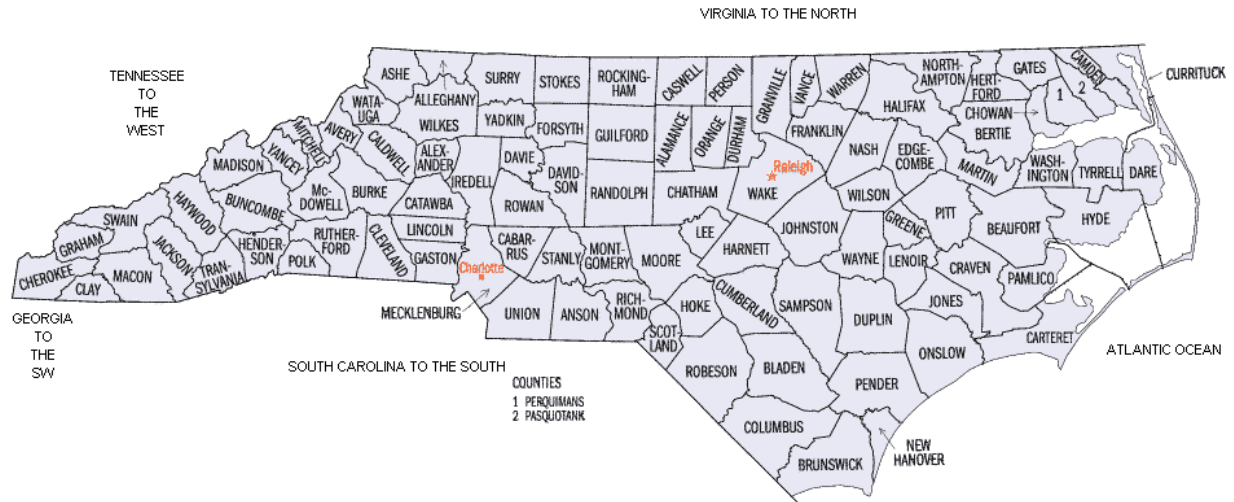 VIRGINIA TO THE NORTH
TENNESSEE
TO
THE
WEST
ASHE
ALLEGHANY
SURRY
STOKES
ROCKING-
HAM
CASWELL
PERSON
GRANVILLE
VANCE
WARREN
NORTH-
AMPTON
HERT-
FORD
GATES
CAMDEN
CURRITUCK
WATA-
UGA
WILKES
YADKIN
FORSYTH
GUILFORD
ALAMANCE
ORANGE
DURHAM
FRANKLIN
HALIFAX
CHOWAN
1
2
BERTIE
MITCHELL
AVERY
CALDWELL
ALEX-
ANDER
DAVIE
NASH
EDGE-
COMBE
MADISON
YANCEY
IREDELL
DAVID-
SON
RANDOLPH
CHATHAM
Raleigh
WAKE
WILSON
MARTIN
WASH-
INGTON
TYRRELL
DARE
BUNCOMBE
Mc-
DOWELL
BURKE
CATAWBA
ROWAN
HAYWOOD
SWAIN
JACKSON
HENDER-
SON
RUTHER-
FORD
POLK
CLEVELAND
LINCOLN
GASTON
CABAR-
RUS
STANLY
MONT-
GOMERY
MOORE
LEE
HARNETT
JOHNSTON
GREENE
PITT
BEAUFORT
HYDE
GRAHAM
CHEROKEE
CLAY
MACON
TRAN-
SYLVANIA
Charlotte
WAYNE
LENOIR
CRAVEN
PAMLICO
MECKLENBURG
UNION
ANSON
RICH-
MOND
HOKE
CUMBERLAND
SAMPSON
DUPLIN
JONES
CARTERET
GEORGIA
TO
THE
SW
SCOT-
LAND
ONSLOW
ATLANTIC OCEAN
SOUTH CAROLINA TO THE SOUTH
ROBESON
BLADEN
PENDER
COUNTIES
1 PERQUIMANS
2 PASQUOTANK
COLUMBUS
NEW
HANOVER
BRUNSWICK